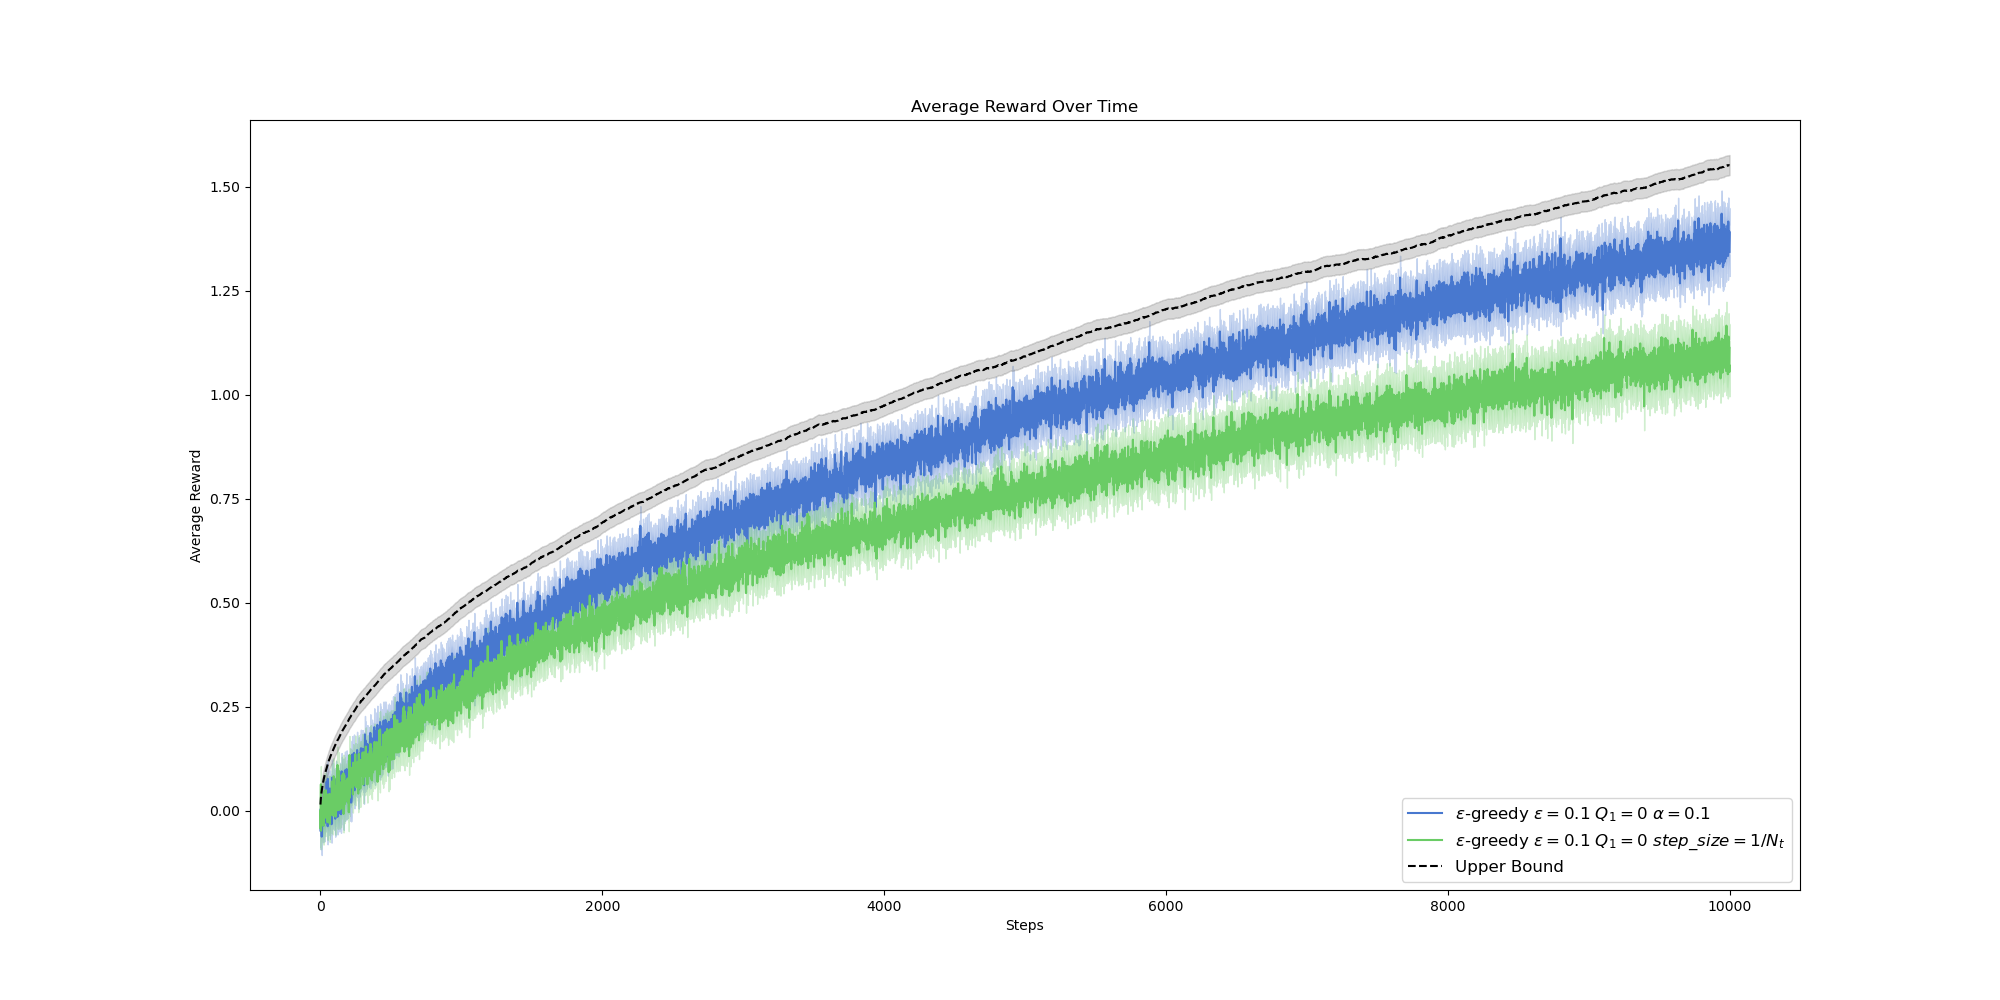 Average Reward Over Time
Average Reward
1.50
1.25
1.00
0.75
0.50
0.25
0.00
0 2000 4000 6000 8000 10000
Steps
ε-greedy ε = 0.1 Q₁ = 0 α = 0.1
ε-greedy ε = 0.1 Q₁ = 0 step_size = 1/Nₜ
Upper Bound